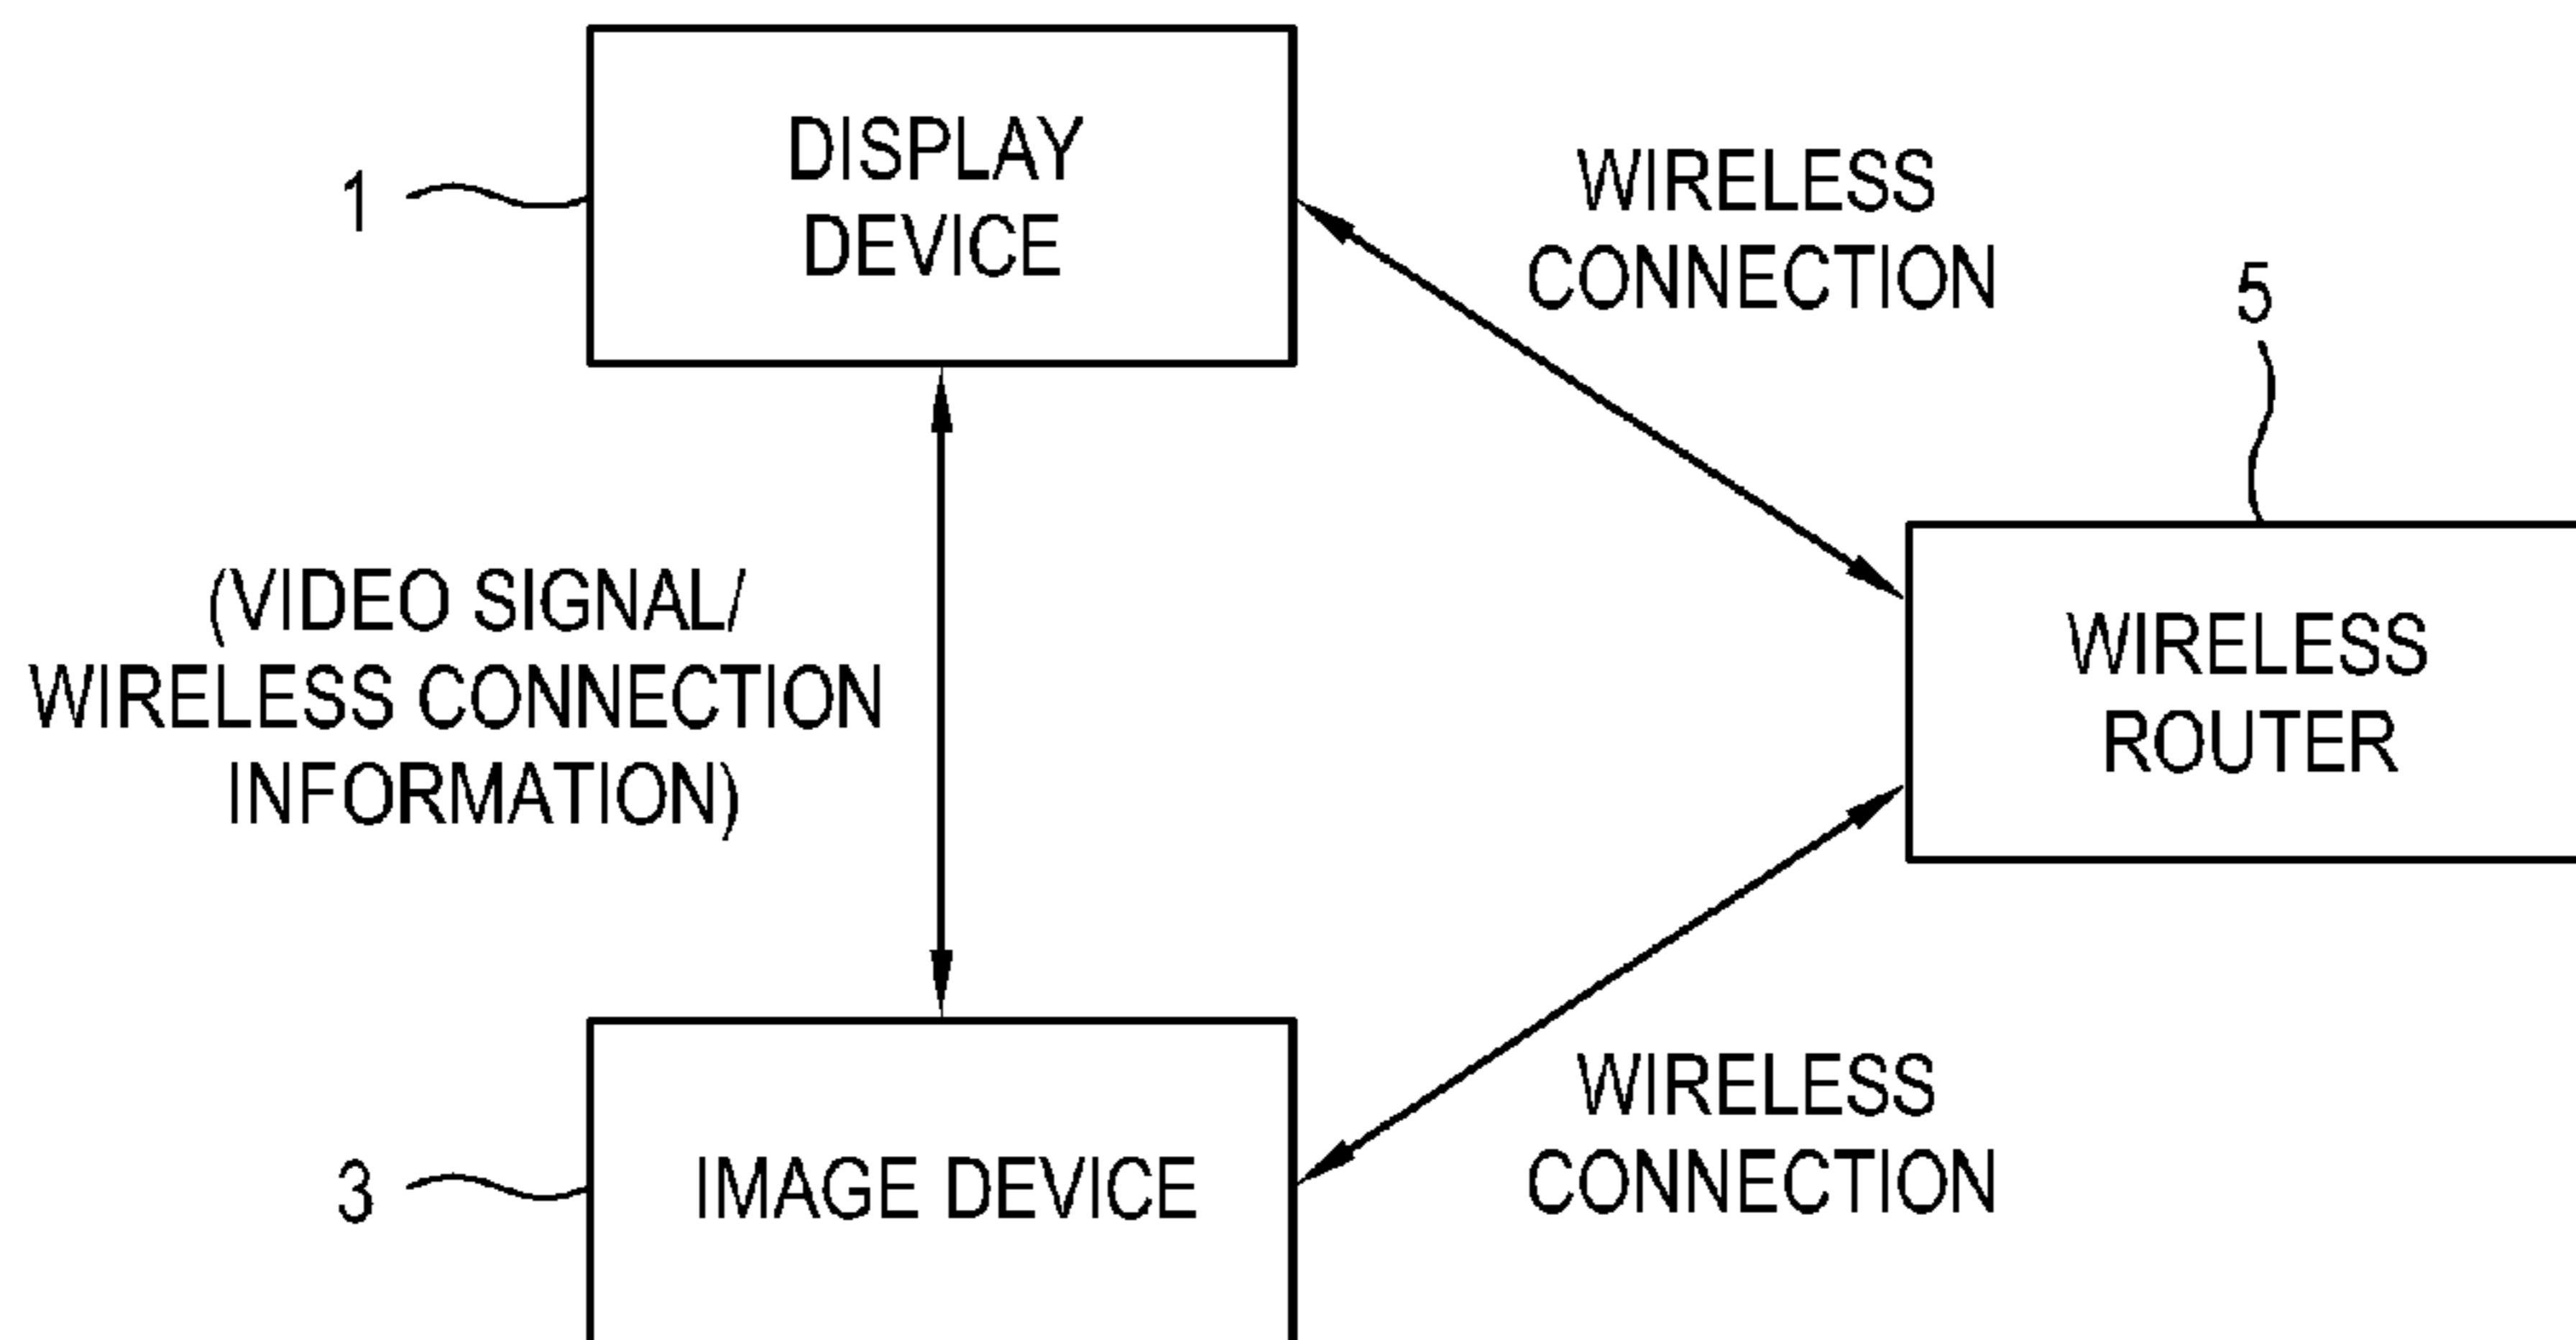 1
DISPLAY
DEVICE
WIRELESS
CONNECTION
5
(VIDEO SIGNAL/
WIRELESS CONNECTION
INFORMATION)
WIRELESS
ROUTER
3
IMAGE DEVICE
WIRELESS
CONNECTION